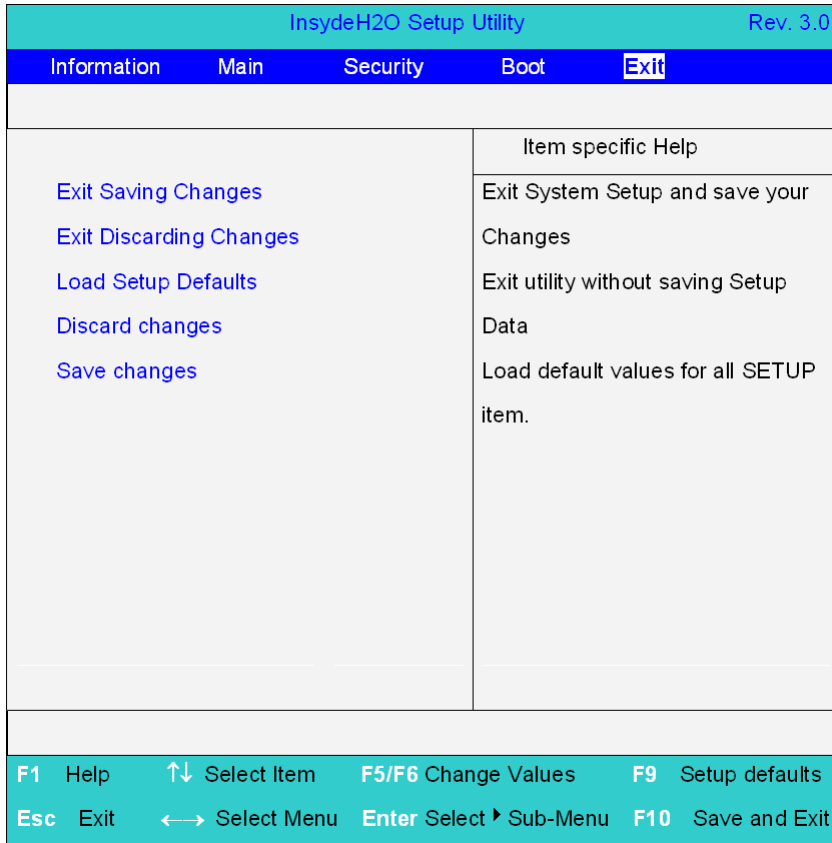 InsydeH2O Setup Utility Rev. 3.0
Information Main Security Boot Exit
Item specific Help
Exit Saving Changes
Exit Discarding Changes
Load Setup Defaults
Discard changes
Save changes
Exit System Setup and save your
Changes
Exit utility without saving Setup
Data
Load default values for all SETUP
item.
F1 Help ↑↓ Select Item F5/F6 Change Values F9 Setup defaults
Esc Exit ←→ Select Menu Enter Select ▸ Sub-Menu F10 Save and Exit